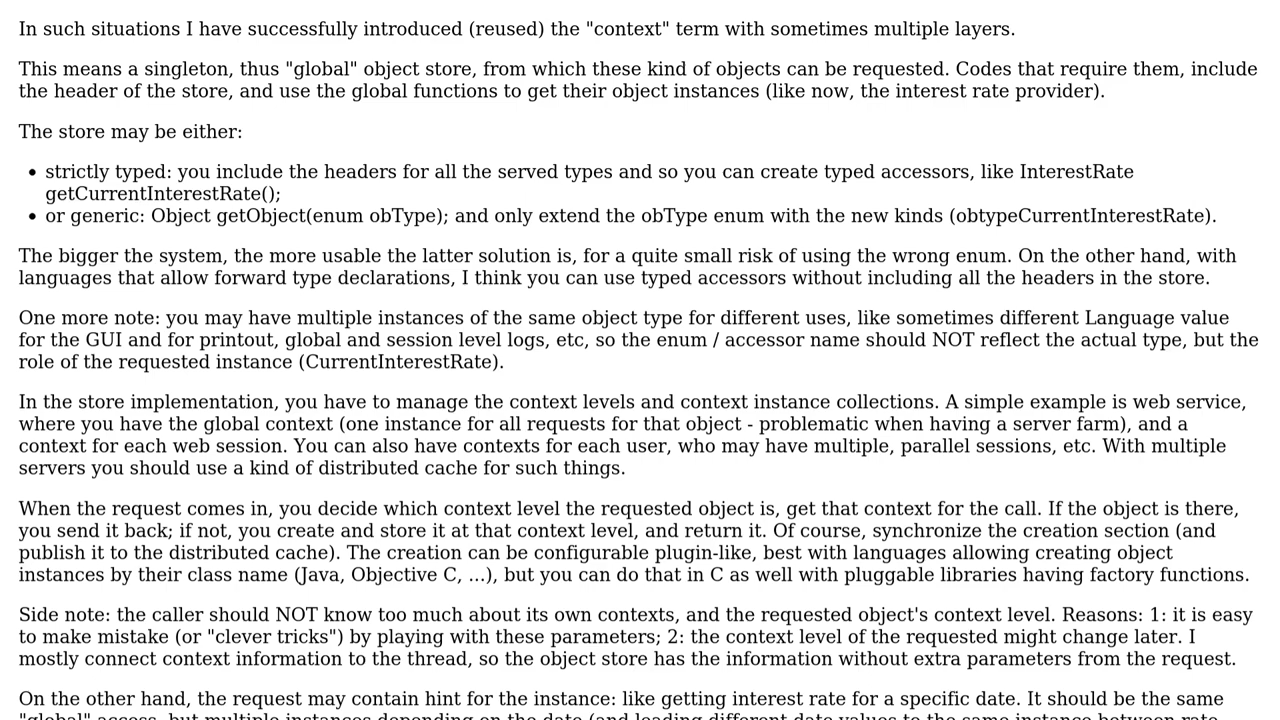 In such situations I have successfully introduced (reused) the "context" term with sometimes multiple layers.
This means a singleton, thus "global" object store, from which these kind of objects can be requested. Codes that require them, include
the header of the store, and use the global functions to get their object instances (like now, the interest rate provider).
The store may be either:
• strictly typed: you include the headers for all the served types and so you can create typed accessors, like InterestRate
getCurrentInterestRate();
• or generic: Object getObject(enum obType); and only extend the obType enum with the new kinds (obtypeCurrentInterestRate).
The bigger the system, the more usable the latter solution is, for a quite small risk of using the wrong enum. On the other hand, with
languages that allow forward type declarations, I think you can use typed accessors without including all the headers in the store.
One more note: you may have multiple instances of the same object type for different uses, like sometimes different Language value
for the GUI and for printout, global and session level logs, etc, so the enum / accessor name should NOT reflect the actual type, but the
role of the requested instance (CurrentInterestRate).
In the store implementation, you have to manage the context levels and context instance collections. A simple example is web service,
where you have the global context (one instance for all requests for that object - problematic when having a server farm), and a
context for each web session. You can also have contexts for each user, who may have multiple, parallel sessions, etc. With multiple
servers you should use a kind of distributed cache for such things.
When the request comes in, you decide which context level the requested object is, get that context for the call. If the object is there,
you send it back; if not, you create and store it at that context level, and return it. Of course, synchronize the creation section (and
publish it to the distributed cache). The creation can be configurable plugin-like, best with languages allowing creating object
instances by their class name (Java, Objective C, ...), but you can do that in C as well with pluggable libraries having factory functions.
Side note: the caller should NOT know too much about its own contexts, and the requested object's context level. Reasons: 1: it is easy
to make mistake (or "clever tricks") by playing with these parameters; 2: the context level of the requested might change later. I
mostly connect context information to the thread, so the object store has the information without extra parameters from the request.
On the other hand, the request may contain hint for the instance: like getting interest rate for a specific date. It should be the same
"global" access, but multiple instances depending on the date (and leading different date values to the same instance between rate